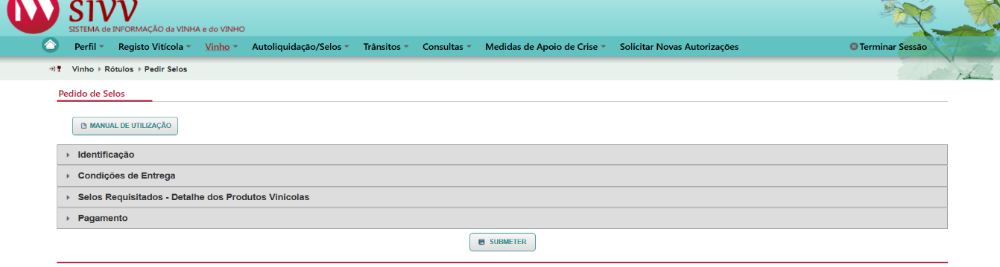 SIVV
SISTEMA de INFORMAÇÃO da VINHA e do VINHO
Perfil Registo Vitícola Vinho Autoliquidação/Selos Trânsitos Consultas Medidas de Apoio de Crise Solicitar Novas Autorizações Terminar Sessão
Vinho Rótulos Pedir Selos
Pedido de Selos
MANUAL DE UTILIZAÇÃO
Identificação
Condições de Entrega
Selos Requisitados - Detalhe dos Produtos Vinicolas
Pagamento
SUBMETER